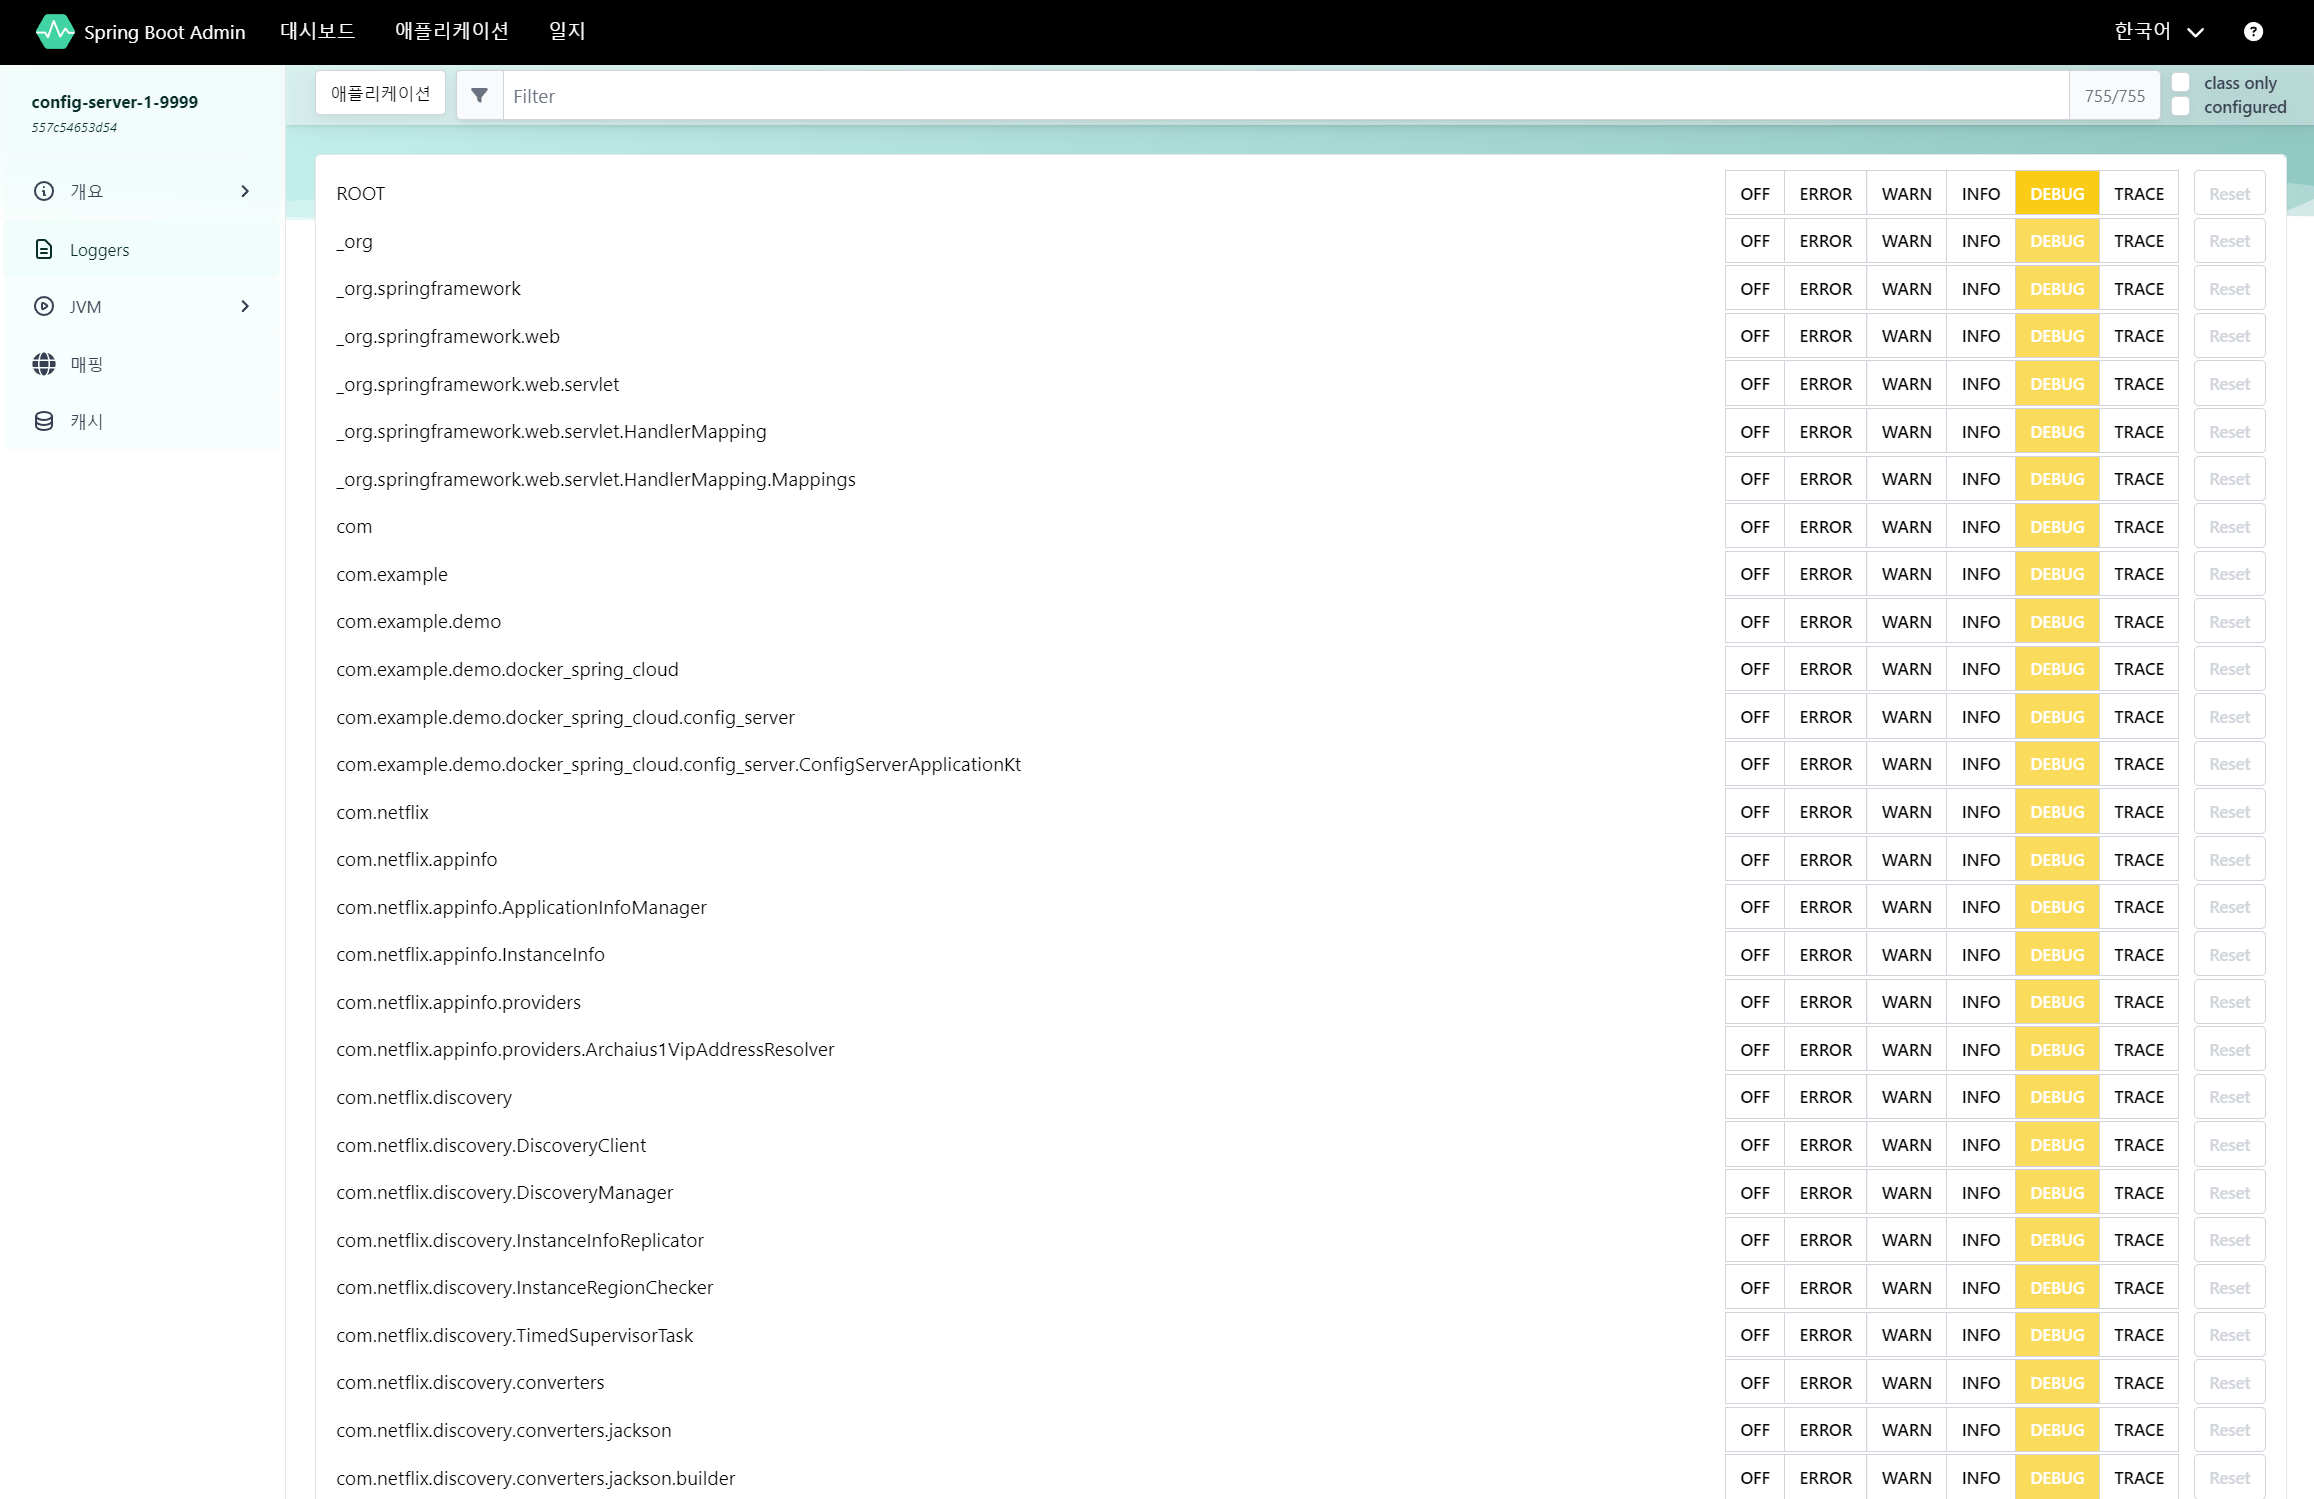 Spring Boot Admin 대시보드 애플리케이션 일지 한국어 ?
config-server-1-9999
557c54653d54
개요
Loggers
JVM
매핑
캐시
애플리케이션 Filter 755/755 class only
configured
ROOT OFF ERROR WARN INFO DEBUG TRACE Reset
_org OFF ERROR WARN INFO DEBUG TRACE Reset
_org.springframework OFF ERROR WARN INFO DEBUG TRACE Reset
_org.springframework.web OFF ERROR WARN INFO DEBUG TRACE Reset
_org.springframework.web.servlet OFF ERROR WARN INFO DEBUG TRACE Reset
_org.springframework.web.servlet.HandlerMapping OFF ERROR WARN INFO DEBUG TRACE Reset
_org.springframework.web.servlet.HandlerMapping.Mappings OFF ERROR WARN INFO DEBUG TRACE Reset
com OFF ERROR WARN INFO DEBUG TRACE Reset
com.example OFF ERROR WARN INFO DEBUG TRACE Reset
com.example.demo OFF ERROR WARN INFO DEBUG TRACE Reset
com.example.demo.docker_spring_cloud OFF ERROR WARN INFO DEBUG TRACE Reset
com.example.demo.docker_spring_cloud.config_server OFF ERROR WARN INFO DEBUG TRACE Reset
com.example.demo.docker_spring_cloud.config_server.ConfigServerApplicationKt OFF ERROR WARN INFO DEBUG TRACE Reset
com.netflix OFF ERROR WARN INFO DEBUG TRACE Reset
com.netflix.appinfo OFF ERROR WARN INFO DEBUG TRACE Reset
com.netflix.appinfo.ApplicationInfoManager OFF ERROR WARN INFO DEBUG TRACE Reset
com.netflix.appinfo.InstanceInfo OFF ERROR WARN INFO DEBUG TRACE Reset
com.netflix.appinfo.providers OFF ERROR WARN INFO DEBUG TRACE Reset
com.netflix.appinfo.providers.Archaius1VipAddressResolver OFF ERROR WARN INFO DEBUG TRACE Reset
com.netflix.discovery OFF ERROR WARN INFO DEBUG TRACE Reset
com.netflix.discovery.DiscoveryClient OFF ERROR WARN INFO DEBUG TRACE Reset
com.netflix.discovery.DiscoveryManager OFF ERROR WARN INFO DEBUG TRACE Reset
com.netflix.discovery.InstanceInfoReplicator OFF ERROR WARN INFO DEBUG TRACE Reset
com.netflix.discovery.InstanceRegionChecker OFF ERROR WARN INFO DEBUG TRACE Reset
com.netflix.discovery.TimedSupervisorTask OFF ERROR WARN INFO DEBUG TRACE Reset
com.netflix.discovery.converters OFF ERROR WARN INFO DEBUG TRACE Reset
com.netflix.discovery.converters.jackson OFF ERROR WARN INFO DEBUG TRACE Reset
com.netflix.discovery.converters.jackson.builder OFF ERROR WARN INFO DEBUG TRACE Reset